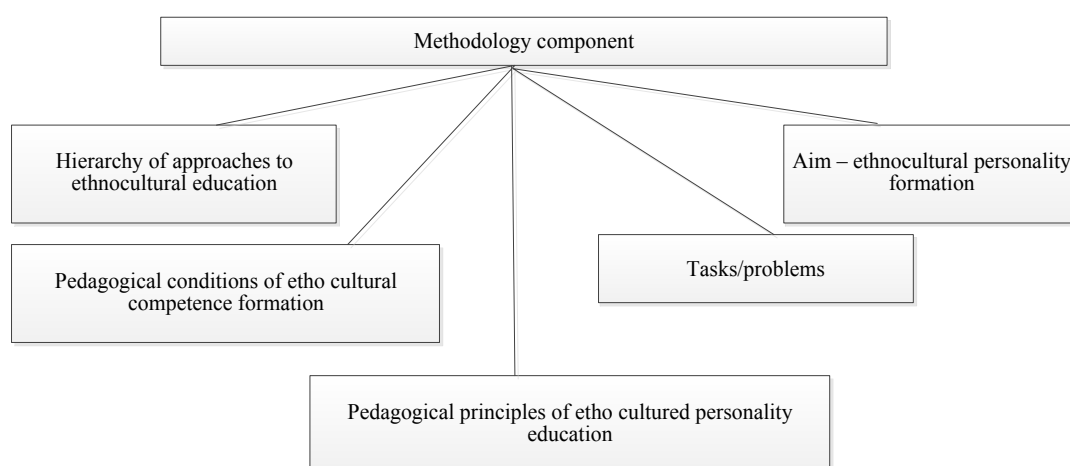 Methodology component
Hierarchy of approaches to
ethnocultural education
Aim – ethnocultural personality
formation
Pedagogical conditions of etho cultural
competence formation
Tasks/problems
Pedagogical principles of etho cultured personality
education